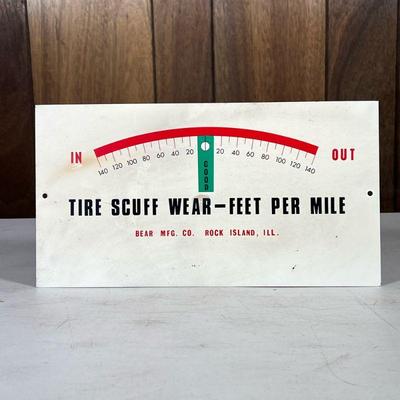 IN OUT
140 120 100 80 60 40 20 20 40 60 80 100 120 140
GOOD
TIRE SCUFF WEAR—FEET PER MILE
BEAR MFG. CO. ROCK ISLAND, ILL.